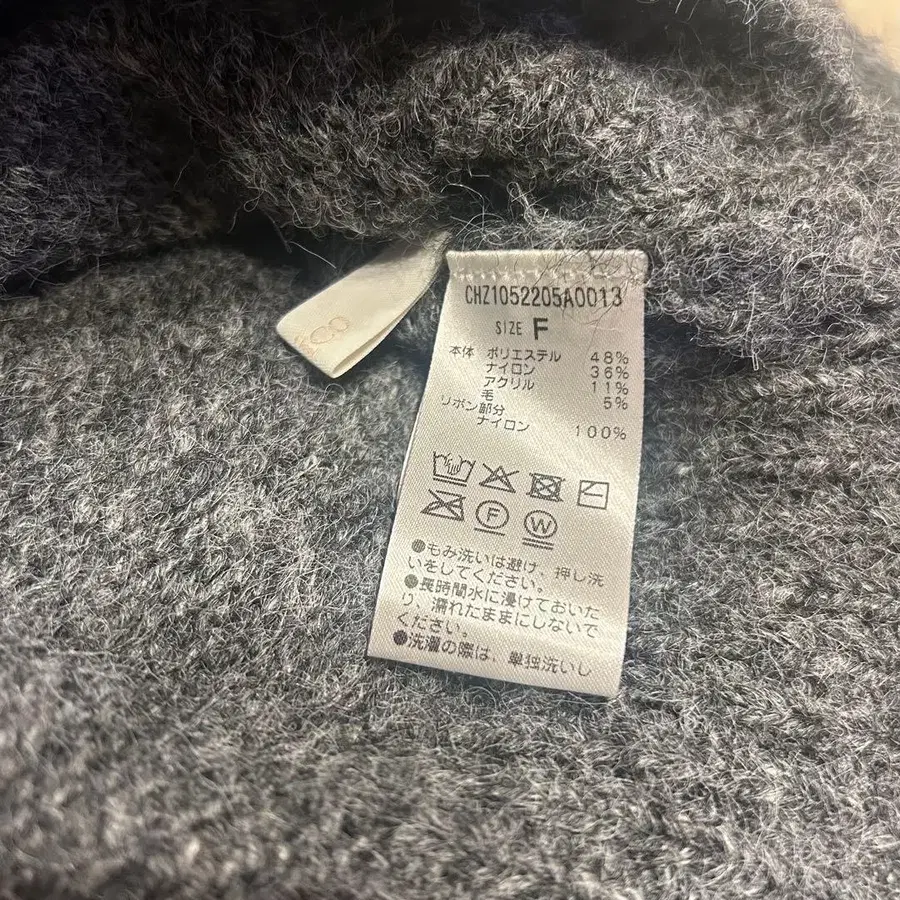 CHZ1052205A0013
SIZE F
本体 ポリエステル 48%
ナイロン 36%
アクリル 11%
毛 5%
リボン部分
ナイロン 100%
F W
●もみ洗いは避け、押し洗
いをしてください。
●長時間水に浸けておいた
り、濡れたままにしないで
ください。
●洗濯の際は、単独洗いし